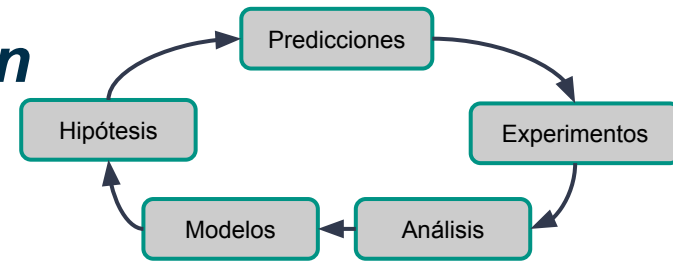 n
Predicciones
Hipótesis
Experimentos
Modelos
Análisis